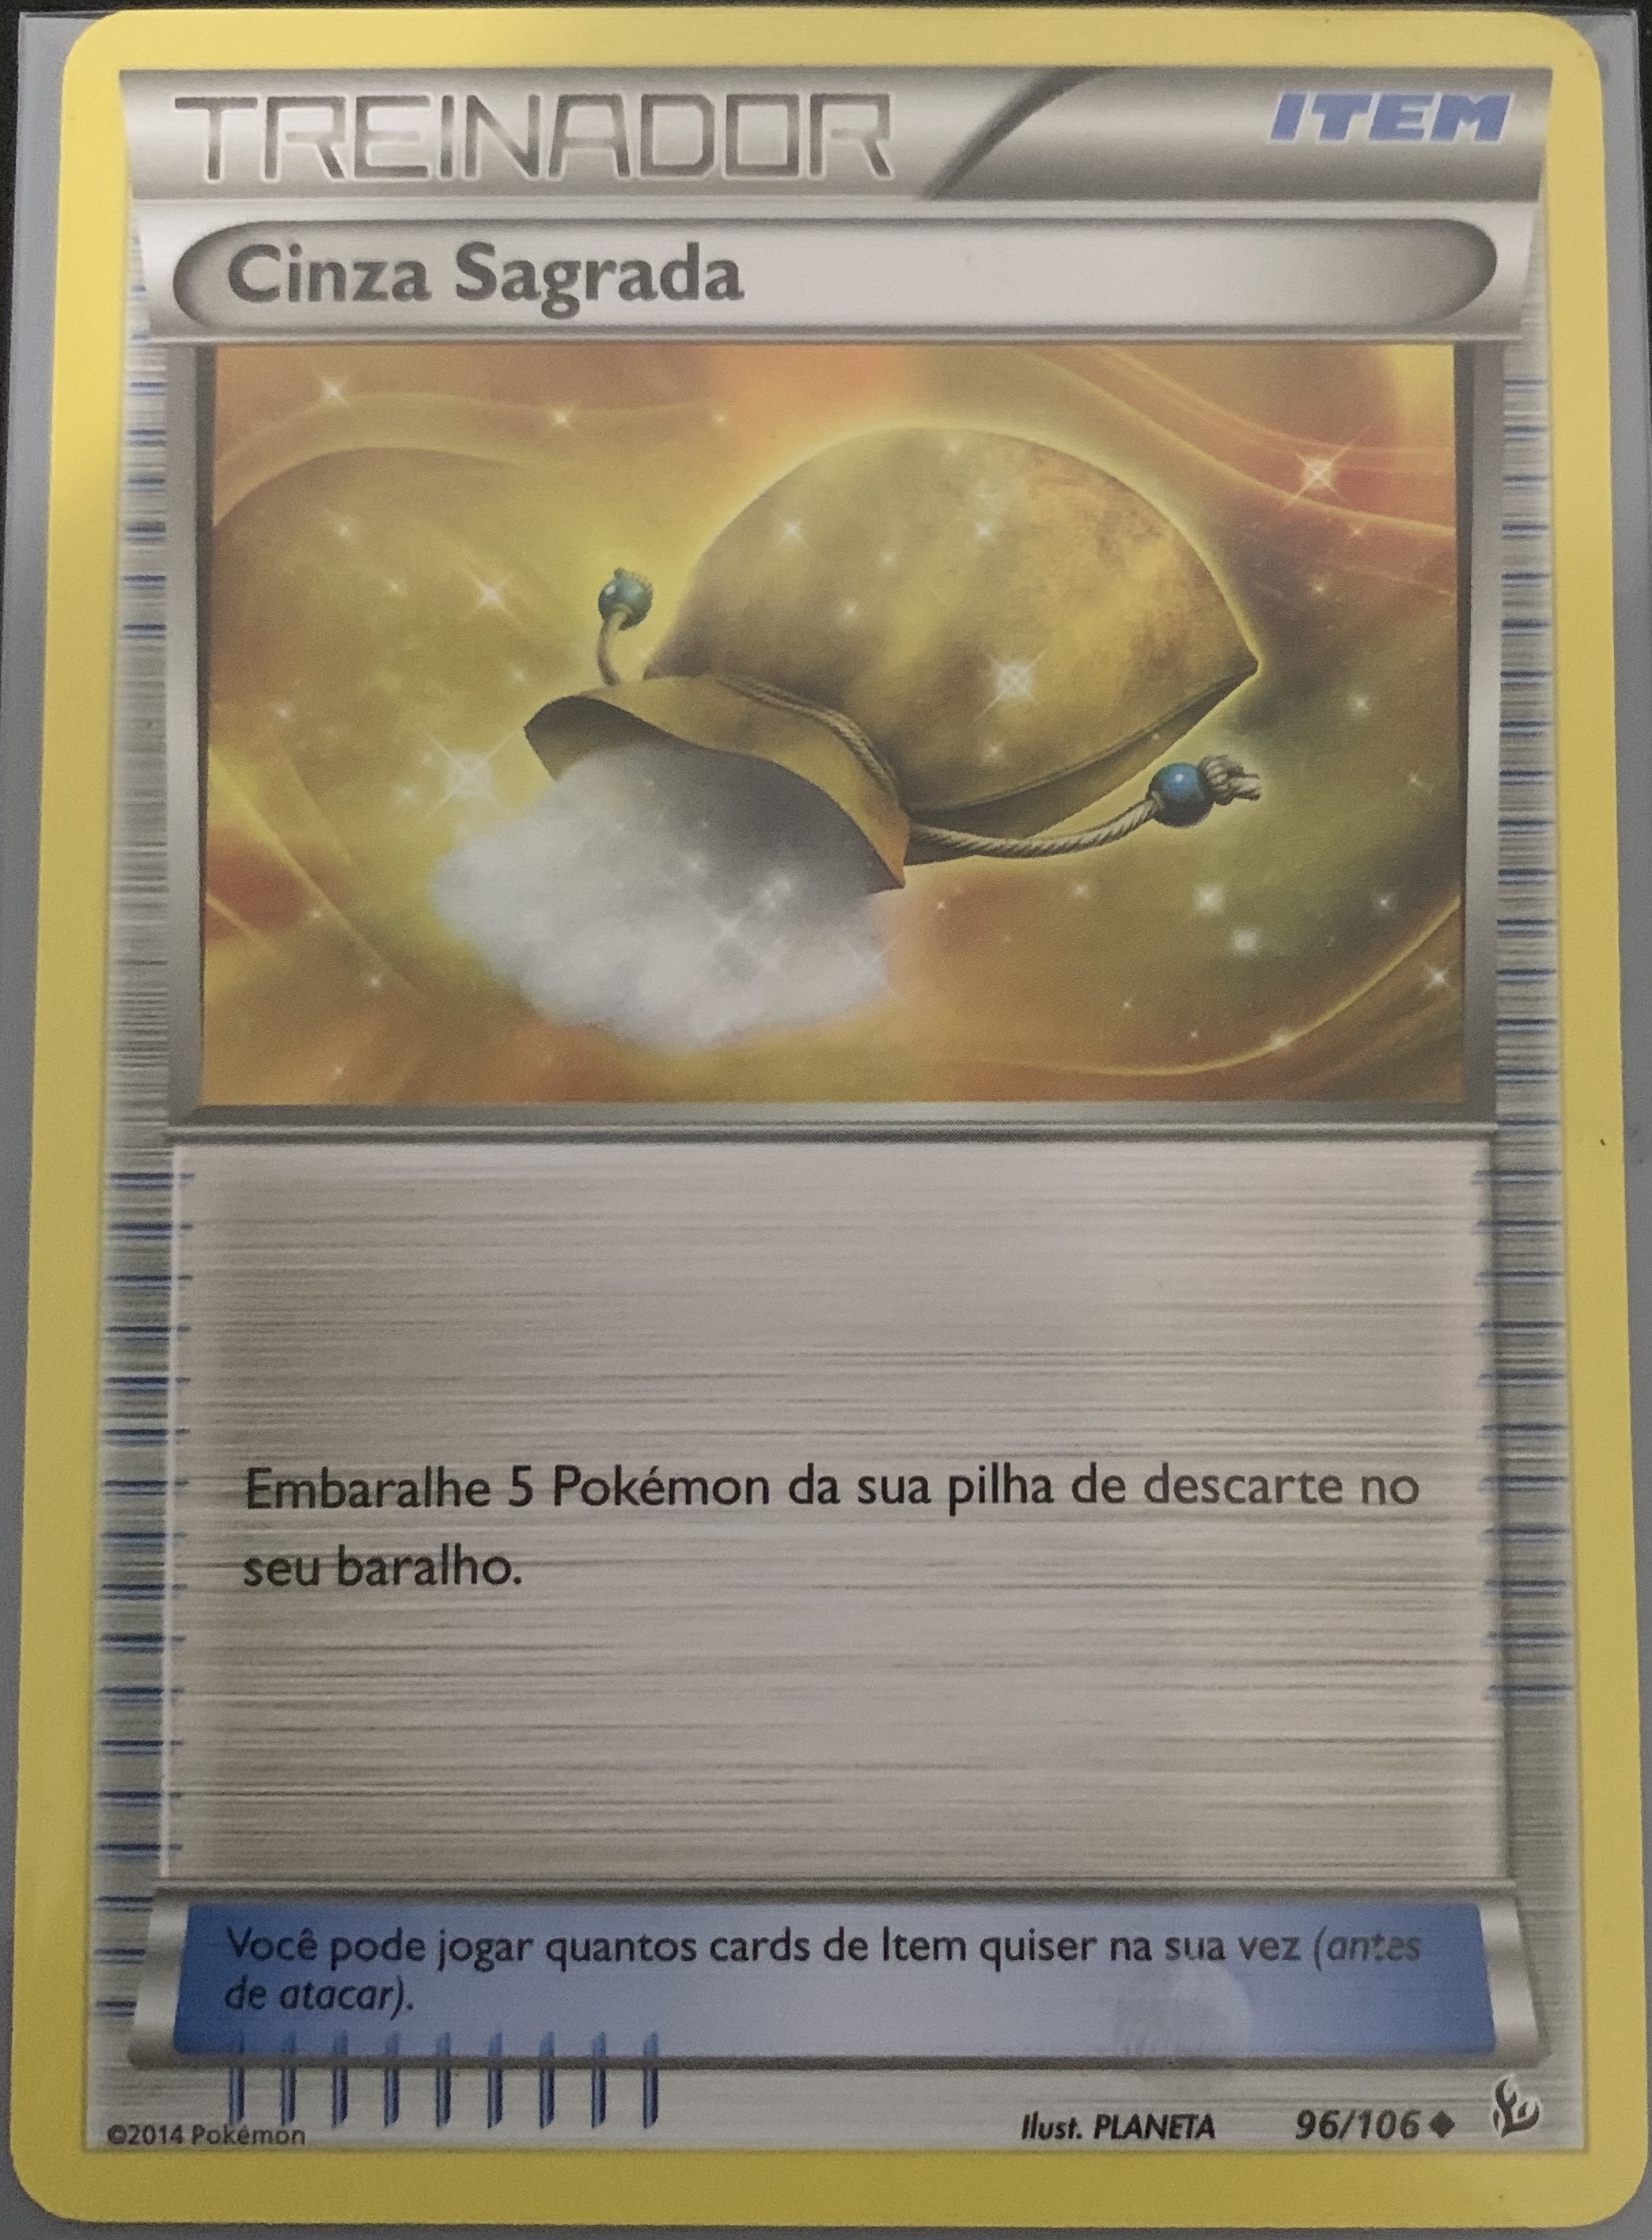 TREINADOR ITEM
Cinza Sagrada
Embaralhe 5 Pokémon da sua pilha de descarte no
seu baralho.
Você pode jogar quantos cards de Item quiser na sua vez (antes
de atacar).
©2014 Pokémon Ilust. PLANETA 96/106